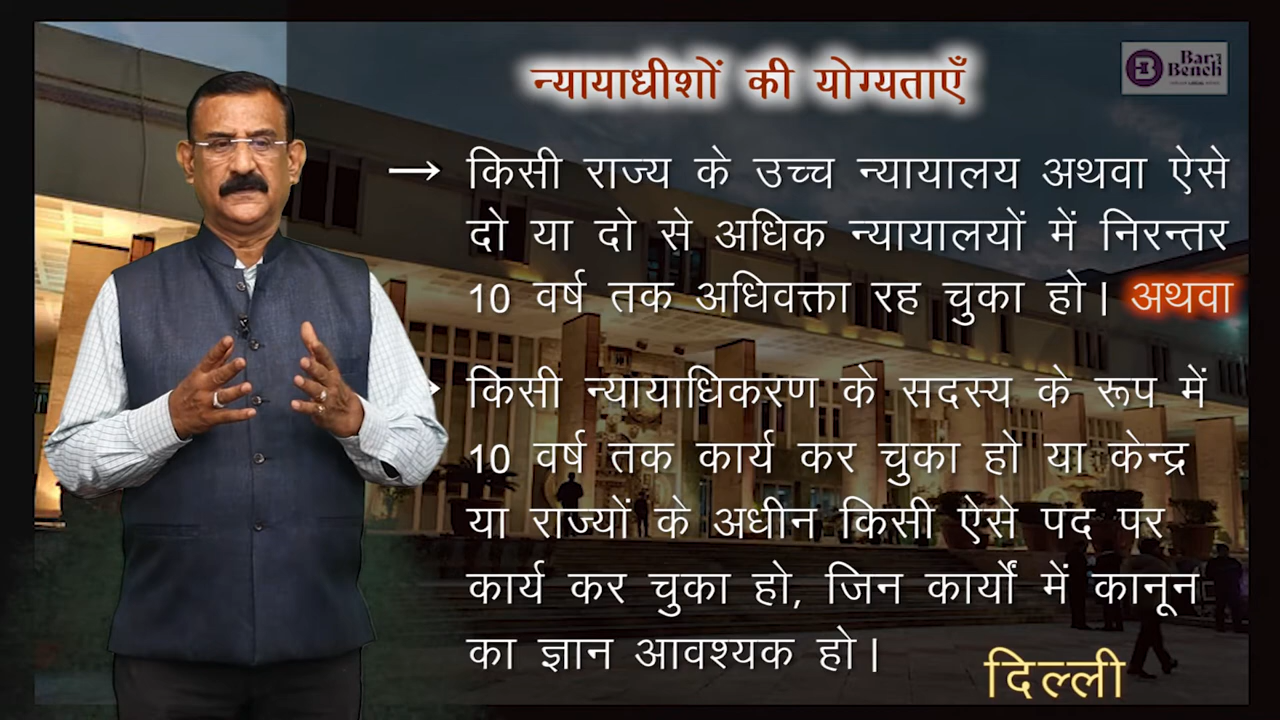 न्यायाधीशों की योग्यताएँ
Bar&
Bench
→ किसी राज्य के उच्च न्यायालय अथवा ऐसे
दो या दो से अधिक न्यायालयों में निरन्तर
10 वर्ष तक अधिवक्ता रह चुका हो। अथवा
किसी न्यायाधिकरण के सदस्य के रूप में
10 वर्ष तक कार्य कर चुका हो या केन्द्र
या राज्यों के अधीन किसी ऐसे पद पर
कार्य कर चुका हो, जिन कार्यों में कानून
का ज्ञान आवश्यक हो।
दिल्ली